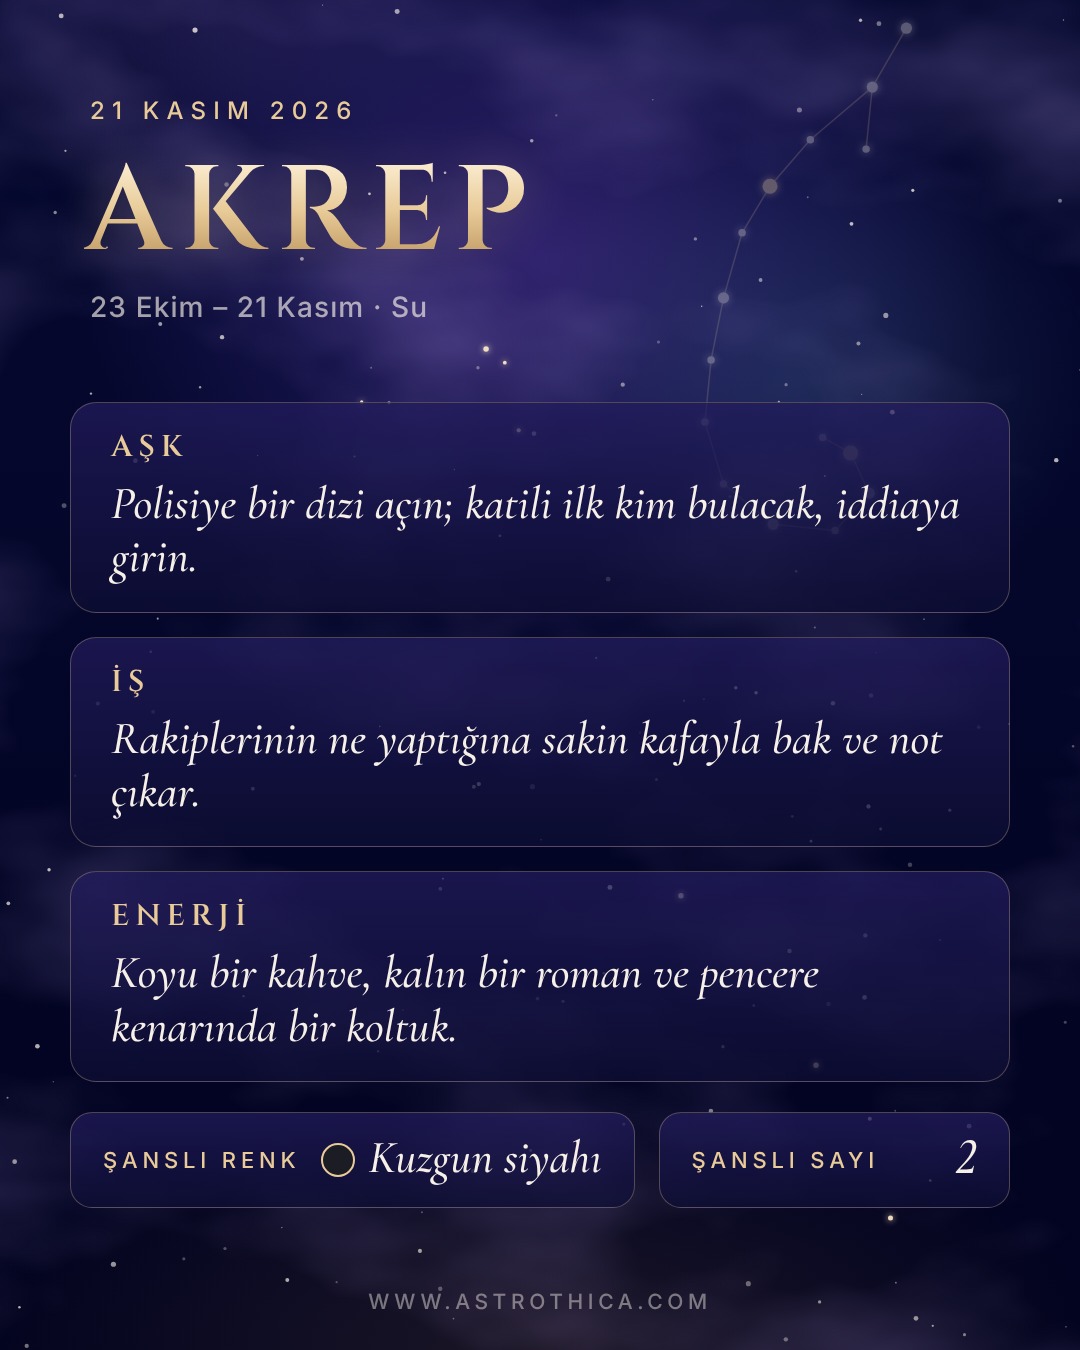 21 KASIM 2026
AKREP
23 Ekim – 21 Kasım · Su
AŞK
Polisiye bir dizi açın; katili ilk kim bulacak, iddiaya
girin.
İŞ
Rakiplerinin ne yaptığına sakin kafayla bak ve not
çıkar.
ENERJİ
Koyu bir kahve, kalın bir roman ve pencere
kenarında bir koltuk.
ŞANSLI RENK Kuzgun siyahı
ŞANSLI SAYI 2
WWW.ASTROTHICA.COM